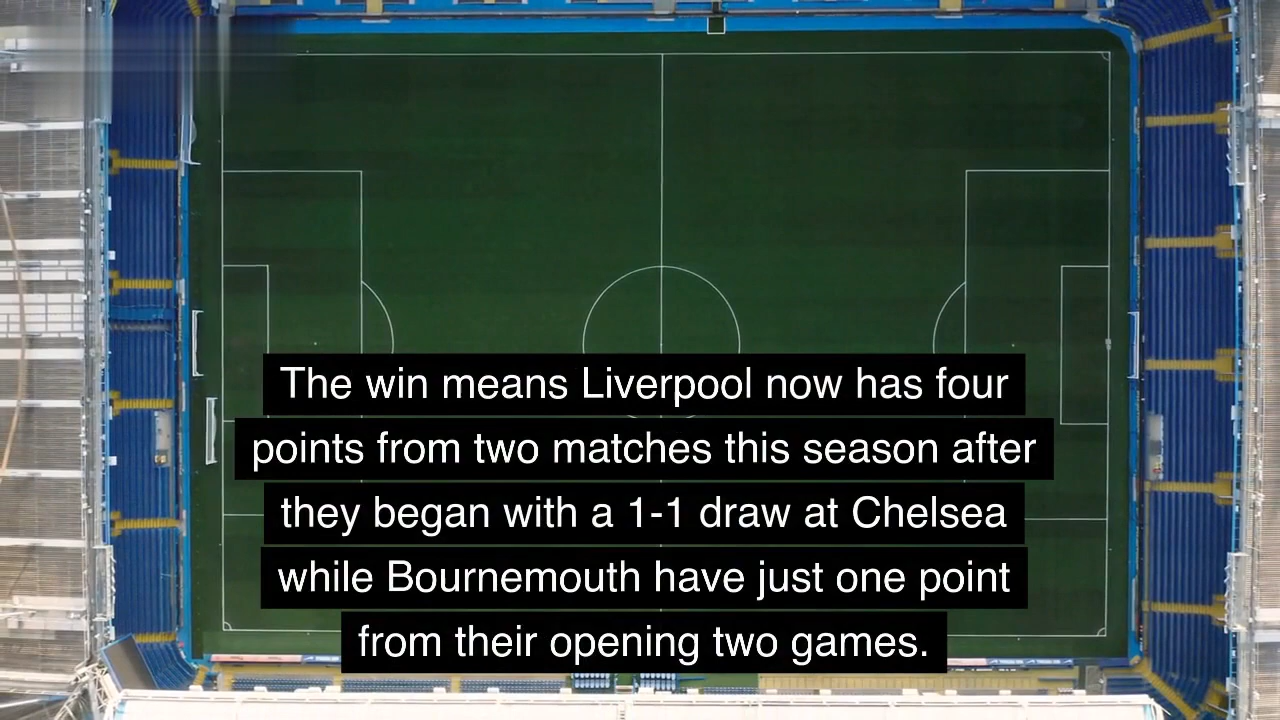 The win means Liverpool now has four
points from two matches this season after
they began with a 1-1 draw at Chelsea
while Bournemouth have just one point
from their opening two games.